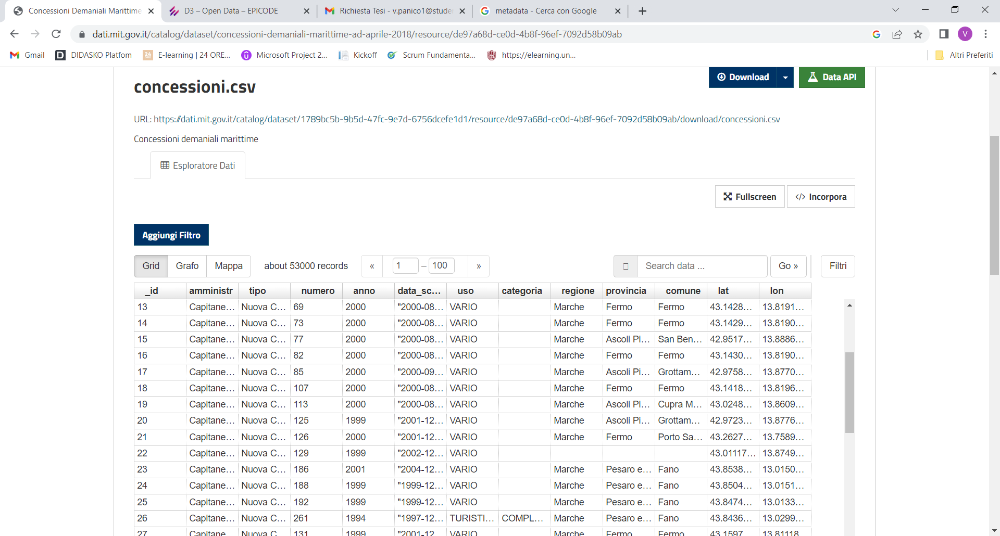 Concessioni Demaniali Marittime
D3 – Open Data – EPICODE
Richiesta Tesi - v.panico1@stude
metadata - Cerca con Google
dati.mit.gov.it/catalog/dataset/concessioni-demaniali-marittime-ad-aprile-2018/resource/de97a68d-ce0d-4b8f-96ef-7092d58b09ab
V
Gmail
DIDASKO Platfom
E-learning | 24 ORE...
Microsoft Project 2...
Kickoff
Scrum Fundamenta...
https://elearning.un...
Altri Preferiti
concessioni.csv
Download
Data API
URL: https://dati.mit.gov.it/catalog/dataset/1789bc5b-9b5d-47fc-9e7d-6756dcefe1d1/resource/de97a68d-ce0d-4b8f-96ef-7092d58b09ab/download/concessioni.csv
Concessioni demaniali marittime
Esploratore Dati
Fullscreen
</> Incorpora
Aggiungi Filtro
Grid Grafo Mappa about 53000 records « 1 – 100 » Search data ... Go » Filtri
_id amministr tipo numero anno data_sc... uso categoria regione provincia comune lat lon
13 Capitane... Nuova C... 69 2000 "2000-08... VARIO Marche Fermo Fermo 43.1428... 13.8191...
14 Capitane... Nuova C... 73 2000 "2000-08... VARIO Marche Fermo Fermo 43.1429... 13.8190...
15 Capitane... Nuova C... 77 2000 "2000-08... VARIO Marche Ascoli Pi... San Ben... 42.9517... 13.8886...
16 Capitane... Nuova C... 82 2000 "2000-08... VARIO Marche Fermo Fermo 43.1430... 13.8190...
17 Capitane... Nuova C... 85 2000 "2000-09... VARIO Marche Ascoli Pi... Grottam... 42.9758... 13.8770...
18 Capitane... Nuova C... 107 2000 "2000-08... VARIO Marche Fermo Fermo 43.1418... 13.8196...
19 Capitane... Nuova C... 113 2000 "2000-08... VARIO Marche Ascoli Pi... Cupra M... 43.0248... 13.8609...
20 Capitane... Nuova C... 125 1999 "2001-12... VARIO Marche Ascoli Pi... Grottam... 42.9723... 13.8776...
21 Capitane... Nuova C... 126 2000 "2001-12... VARIO Marche Fermo Porto Sa... 43.2627... 13.7589...
22 Capitane... Nuova C... 129 1999 "2002-12... VARIO 43.01117... 13.8749...
23 Capitane... Nuova C... 186 2001 "2004-12... VARIO Marche Pesaro e... Fano 43.8538... 13.0150...
24 Capitane... Nuova C... 188 1999 "1999-12... VARIO Marche Pesaro e... Fano 43.8504... 13.0151...
25 Capitane... Nuova C... 192 1999 "1999-12... VARIO Marche Pesaro e... Fano 43.8474... 13.0133...
26 Capitane... Nuova C... 261 1994 "1997-12... TURISTI... COMPL... Marche Pesaro e... Fano 43.8436... 13.0299...
27 Capitane... Nuova C... 131 1999 "2001-12... VARIO Marche Fermo Fermo 43.1597... 13.81118...